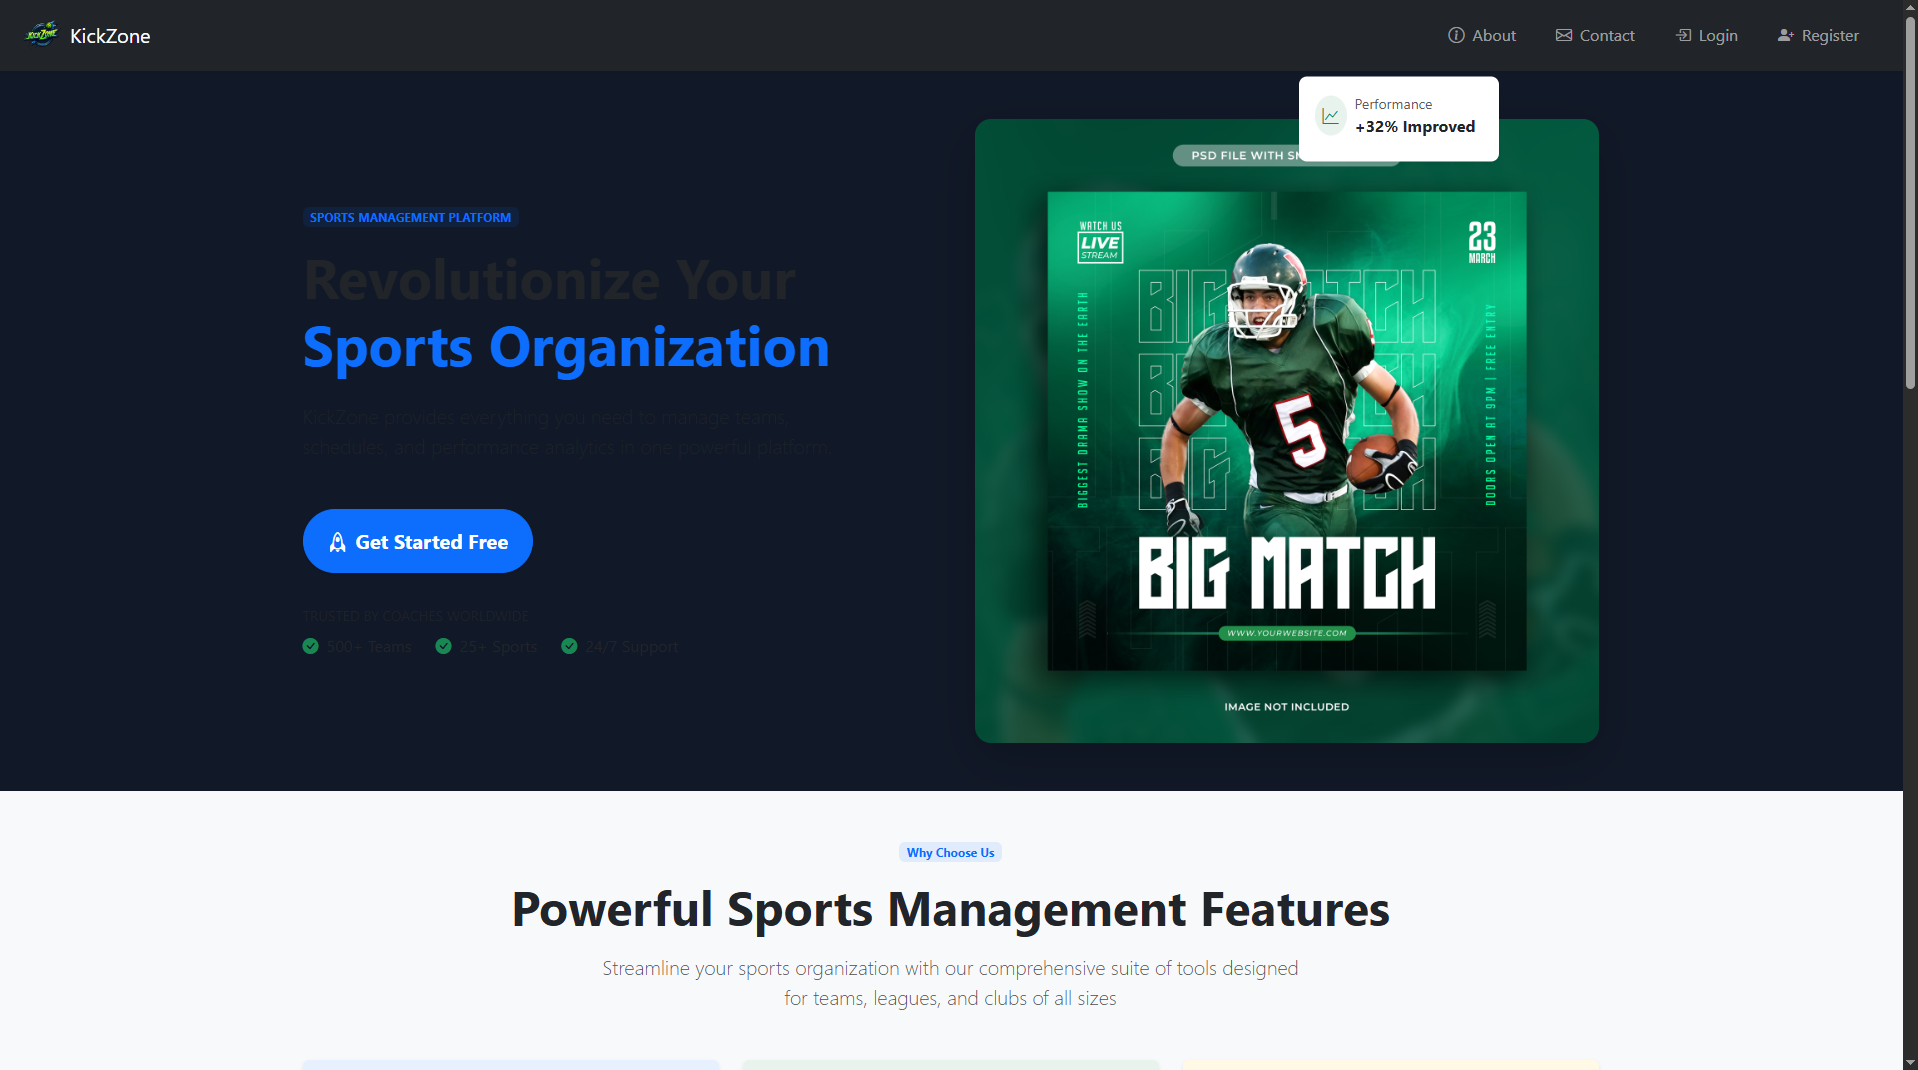 KickZone
About
Contact
Login
Register
Performance
+32% Improved
SPORTS MANAGEMENT PLATFORM
Revolutionize Your
Sports Organization
KickZone provides everything you need to manage teams,
schedules, and performance analytics in one powerful platform.
Get Started Free
TRUSTED BY COACHES WORLDWIDE
500+ Teams
25+ Sports
24/7 Support
PSD FILE WITH
WATCH US
LIVE
STREAM
23
MARCH
BIGGEST DRAMA SHOW ON THE EARTH
DOORS OPEN AT 9PM | FREE ENTRY
BIG MATCH
BIG
BIG
5
BIG MATCH
WWW.YOURWEBSITE.COM
IMAGE NOT INCLUDED
Why Choose Us
Powerful Sports Management Features
Streamline your sports organization with our comprehensive suite of tools designed
for teams, leagues, and clubs of all sizes